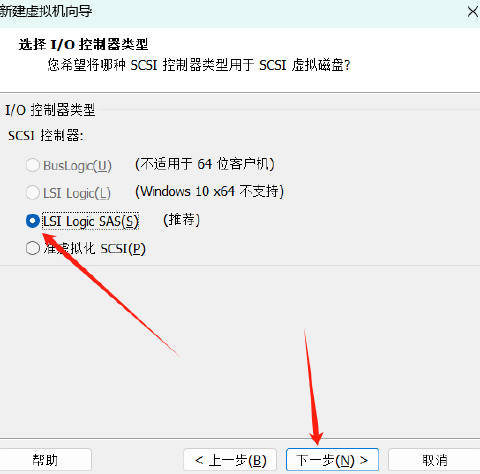 新建虚拟机向导
选择 I/O 控制器类型
您希望将哪种 SCSI 控制器类型用于 SCSI 虚拟磁盘?
I/O 控制器类型
SCSI 控制器:
BusLogic(U) (不适用于 64 位客户机)
LSI Logic(L) (Windows 10 x64 不支持)
LSI Logic SAS(S) (推荐)
准虚拟化 SCSI(P)
帮助 < 上一步(B) 下一步(N) > 取消